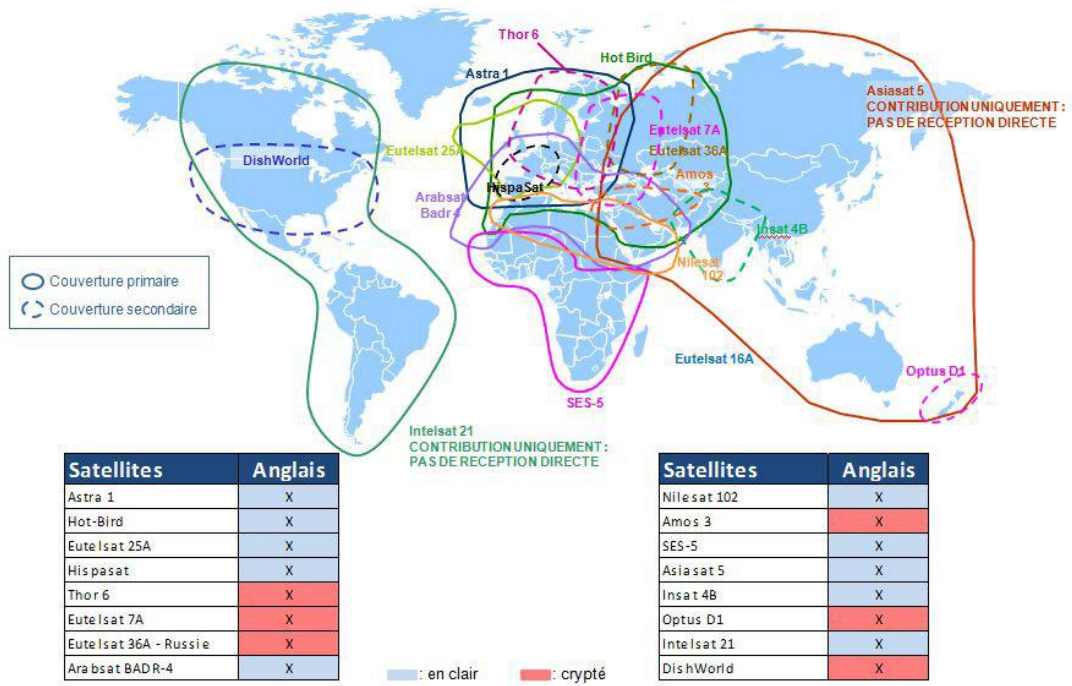 Thor 6
Hot Bird
Astra 1
Asiasat 5
CONTRIBUTION UNIQUEMENT :
PAS DE RECEPTION DIRECTE
Eutelsat 7A
Eutelsat 25A
Eutelsat 36A
DishWorld
Amos
3
HispaSat
Arabsat
Badr 4
Insat 4B
Nilesat
102
Couverture primaire
Couverture secondaire
Eutelsat 16A
Optus D1
SES-5
Intelsat 21
CONTRIBUTION UNIQUEMENT :
PAS DE RECEPTION DIRECTE
Satellites Anglais
Astra 1 X
Hot-Bird X
Eutelsat 25A X
Hispasat X
Thor 6 X
Eutelsat 7A X
Eutelsat 36A - Russie X
Arabsat BADR-4 X
Satellites Anglais
Nilesat 102 X
Amos 3 X
SES-5 X
Asiasat 5 X
Insat 4B X
Optus D1 X
Intelsat 21 X
DishWorld X
: en clair : crypté